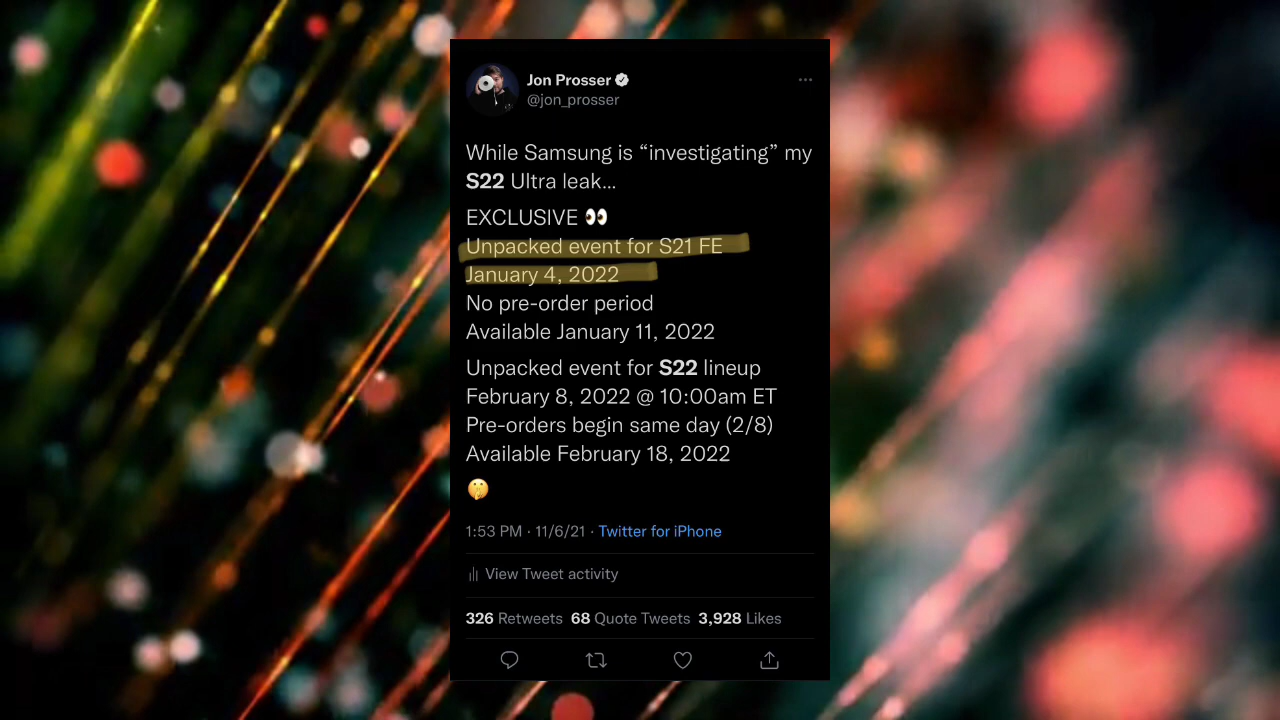 Jon Prosser
@jon_prosser
While Samsung is “investigating” my
S22 Ultra leak...
EXCLUSIVE 👀
Unpacked event for S21 FE
January 4, 2022
No pre-order period
Available January 11, 2022
Unpacked event for S22 lineup
February 8, 2022 @ 10:00am ET
Pre-orders begin same day (2/8)
Available February 18, 2022
🤫
1:53 PM · 11/6/21 · Twitter for iPhone
View Tweet activity
326 Retweets 68 Quote Tweets 3,928 Likes